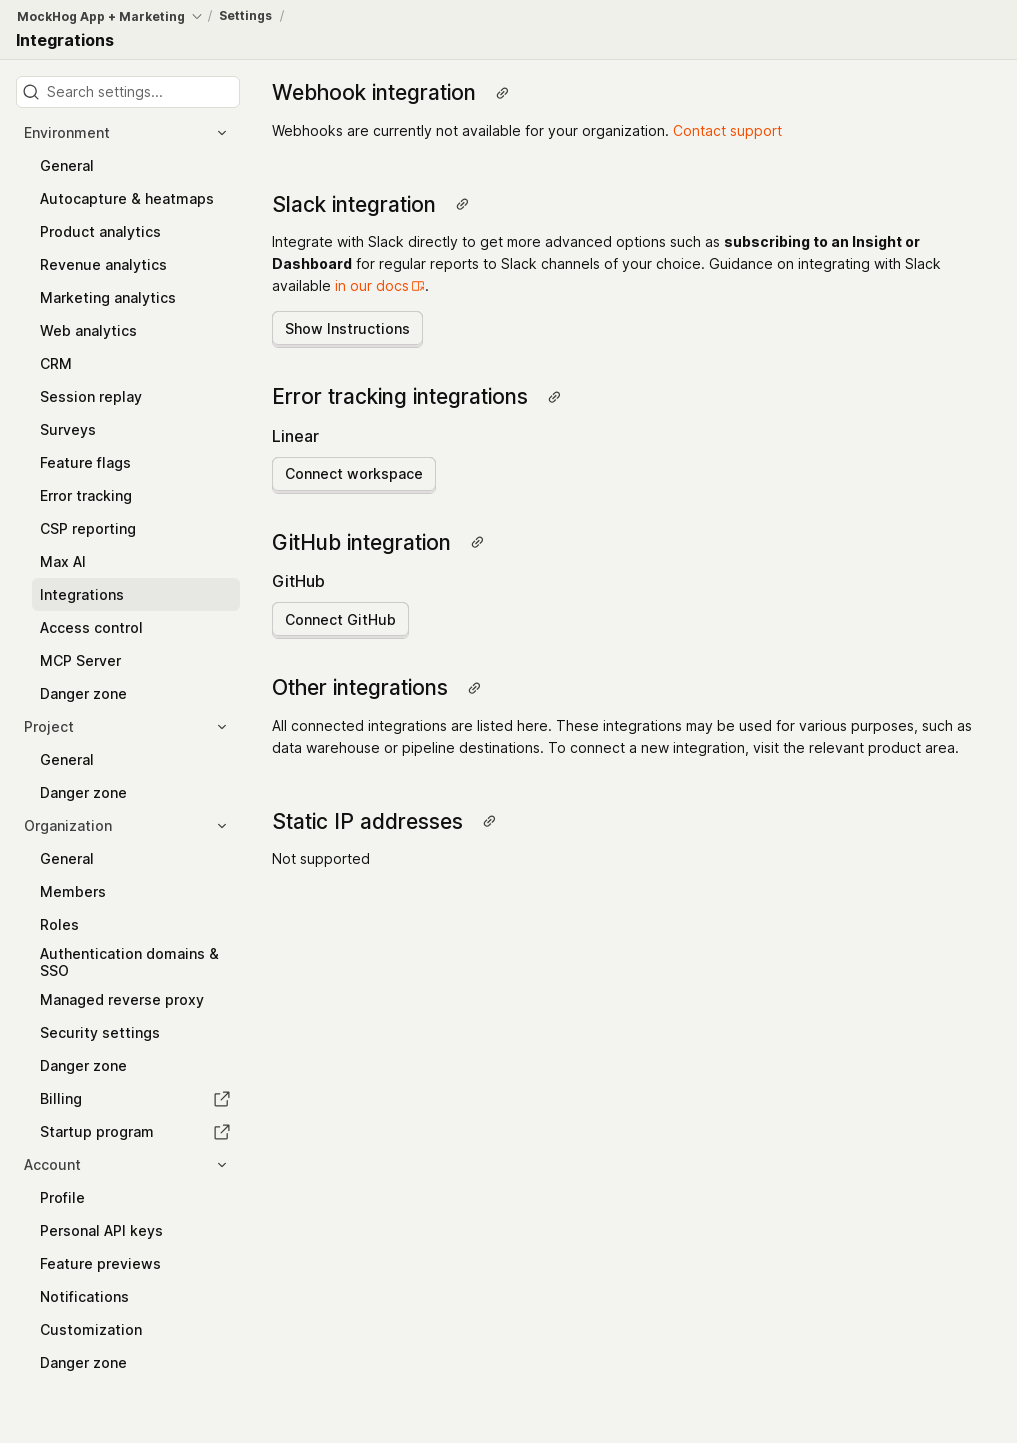 MockHog App + Marketing / Settings /
Integrations
Search settings...
Environment
General
Autocapture & heatmaps
Product analytics
Revenue analytics
Marketing analytics
Web analytics
CRM
Session replay
Surveys
Feature flags
Error tracking
CSP reporting
Max AI
Integrations
Access control
MCP Server
Danger zone
Project
General
Danger zone
Organization
General
Members
Roles
Authentication domains &
SSO
Managed reverse proxy
Security settings
Danger zone
Billing
Startup program
Account
Profile
Personal API keys
Feature previews
Notifications
Customization
Danger zone
Webhook integration
Webhooks are currently not available for your organization. Contact support
Slack integration
Integrate with Slack directly to get more advanced options such as subscribing to an Insight or
Dashboard for regular reports to Slack channels of your choice. Guidance on integrating with Slack
available in our docs.
Show Instructions
Error tracking integrations
Linear
Connect workspace
GitHub integration
GitHub
Connect GitHub
Other integrations
All connected integrations are listed here. These integrations may be used for various purposes, such as
data warehouse or pipeline destinations. To connect a new integration, visit the relevant product area.
Static IP addresses
Not supported